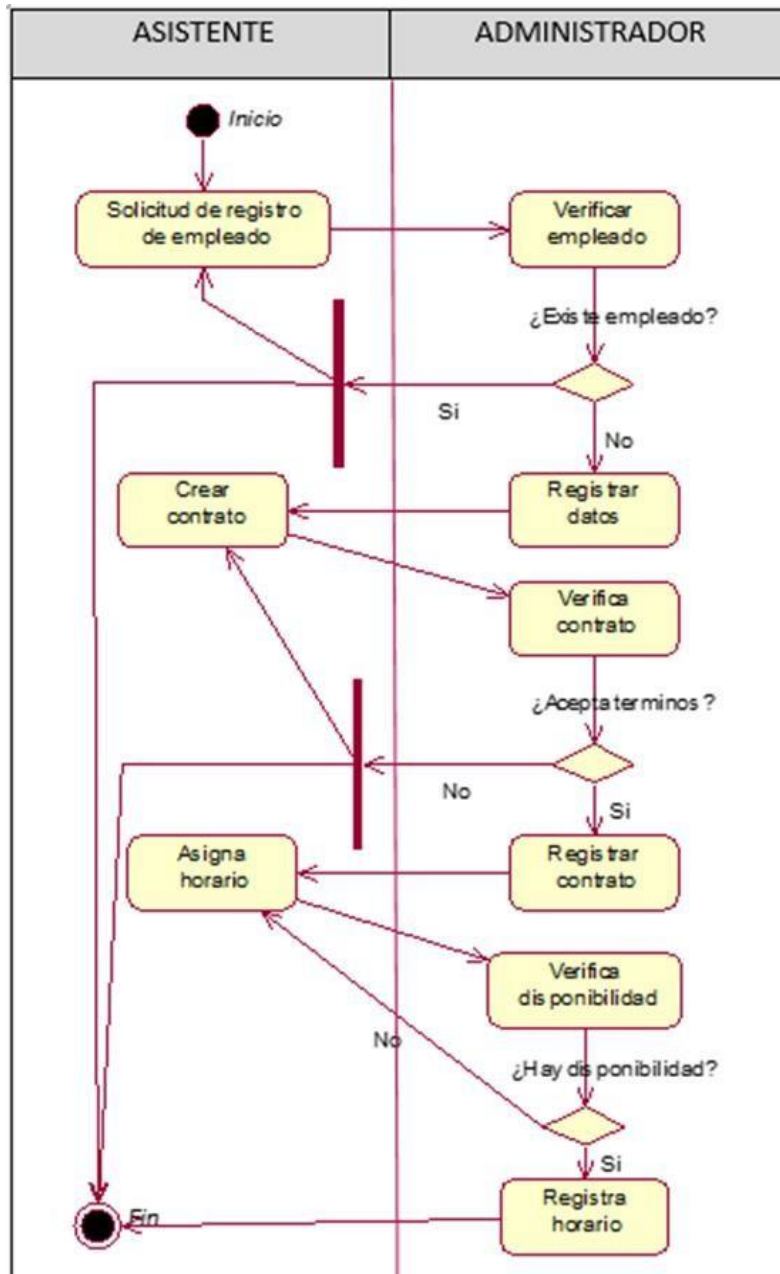 ASISTENTE
ADMINISTRADOR
Inicio
Solicitud de registro
de empleado
Verificar
empleado
¿Existe empleado?
Si
No
Crear
contrato
Registrar
datos
Verifica
contrato
¿Acepta terminos ?
No
Si
Asigna
horario
Registrar
contrato
Verifica
disponibilidad
No
¿Hay disponibilidad?
Si
Registra
horario
Fin